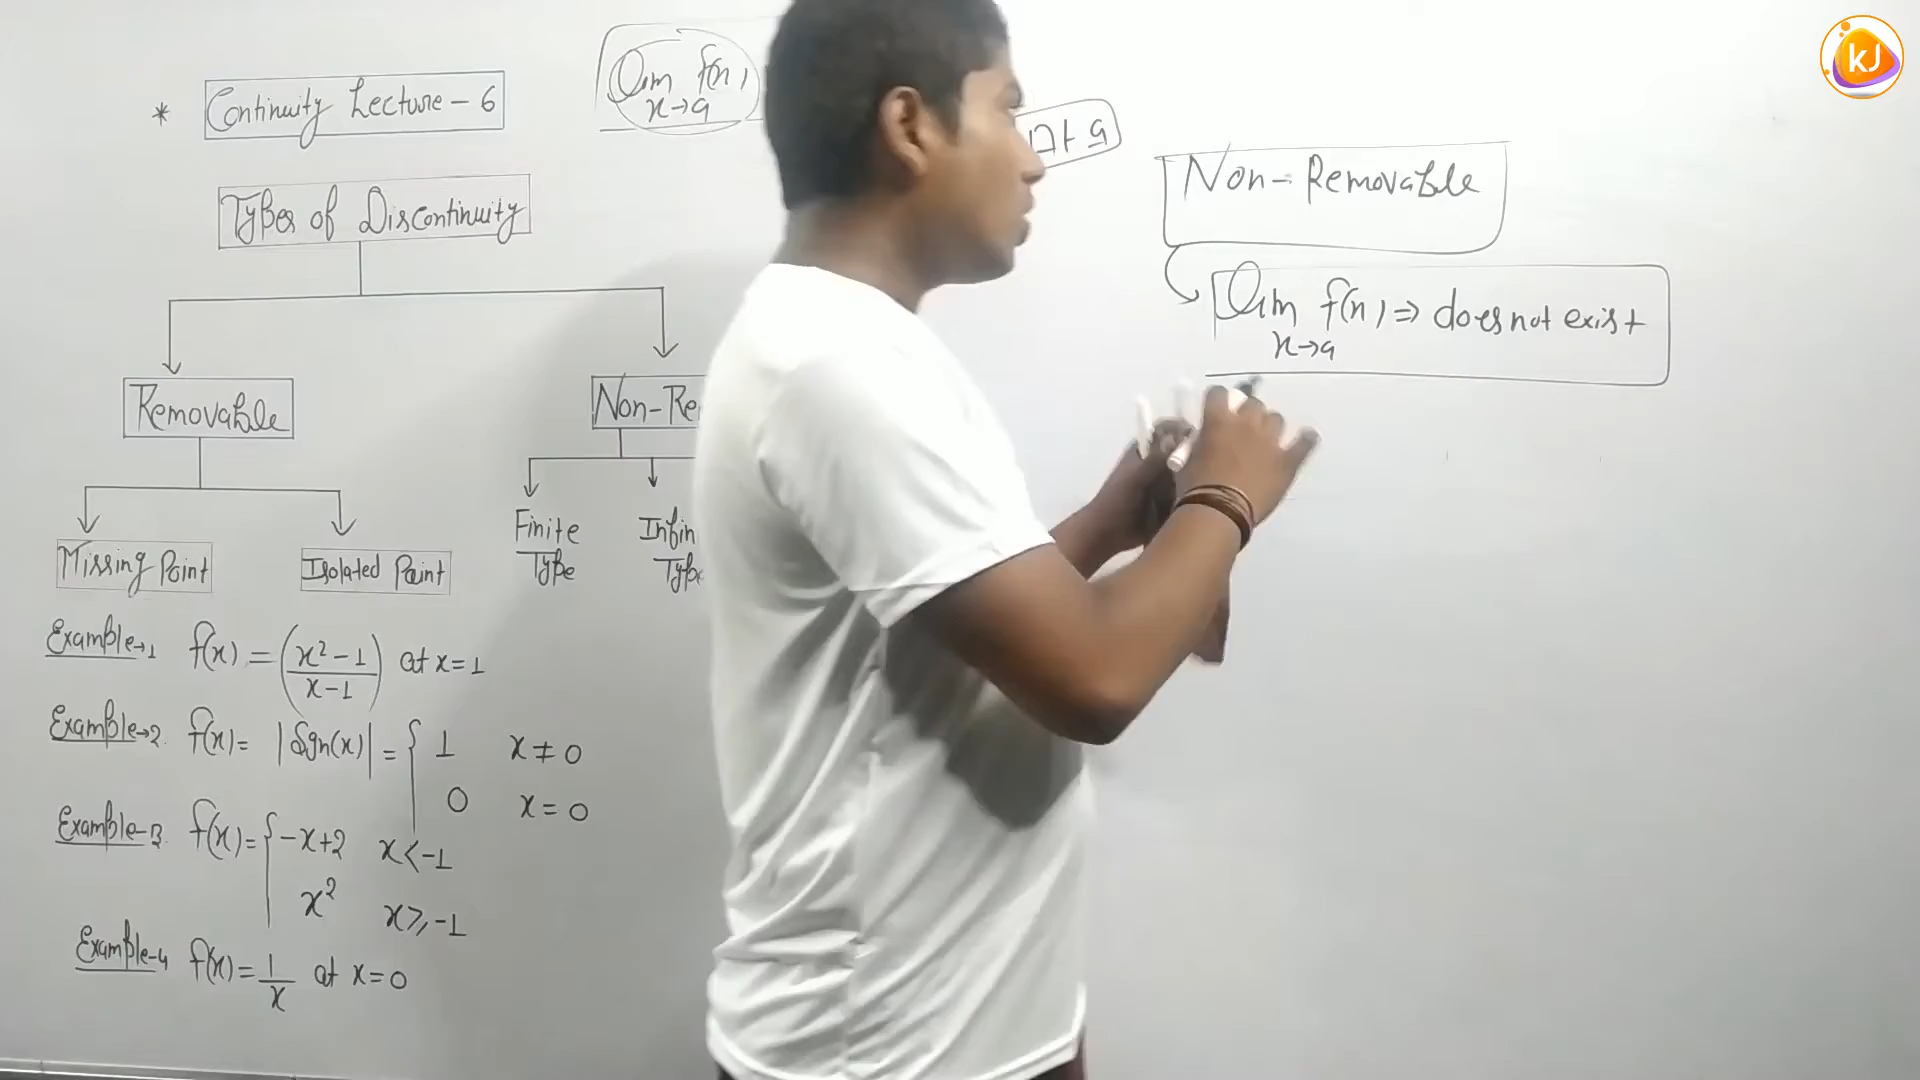 * Continuity Lecture - 6
Types of Discontinuity
Removable
Missing Point
Isolated Point
Non-Re
Finite Type
Infin Type
Example→1 f(x) = (x²-1 / x-1) at x=1
Example→2 f(x) = |Sgn(x)| = { 1 x ≠ 0
0 x = 0
Example-3 f(x) = { -x+2 x < -1
x² x ≥ -1
Example-4 f(x) = 1/x at x=0
Lim f(x)
x→a
Non-Removable
Lim f(x) ⇒ does not exist
x→a
KJ